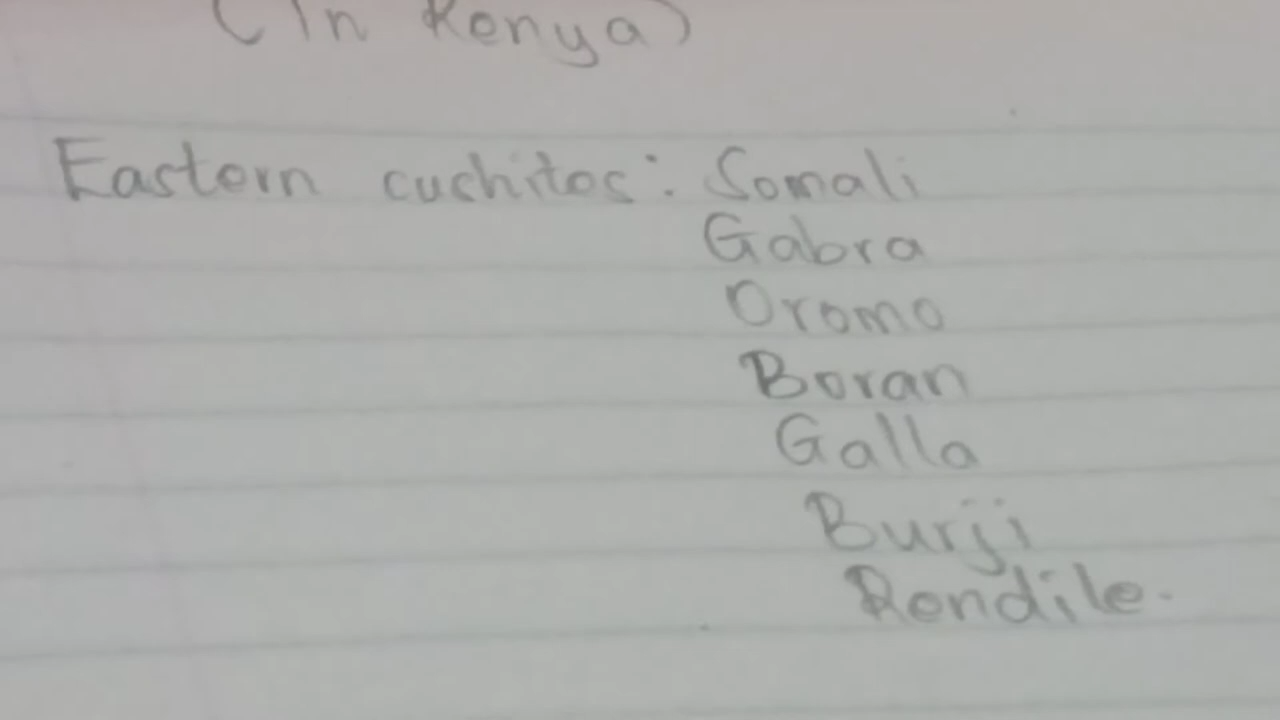 (In Kenya)
Eastern cushites: Somali
Gabra
Oromo
Boran
Galla
Burji
Rendile.